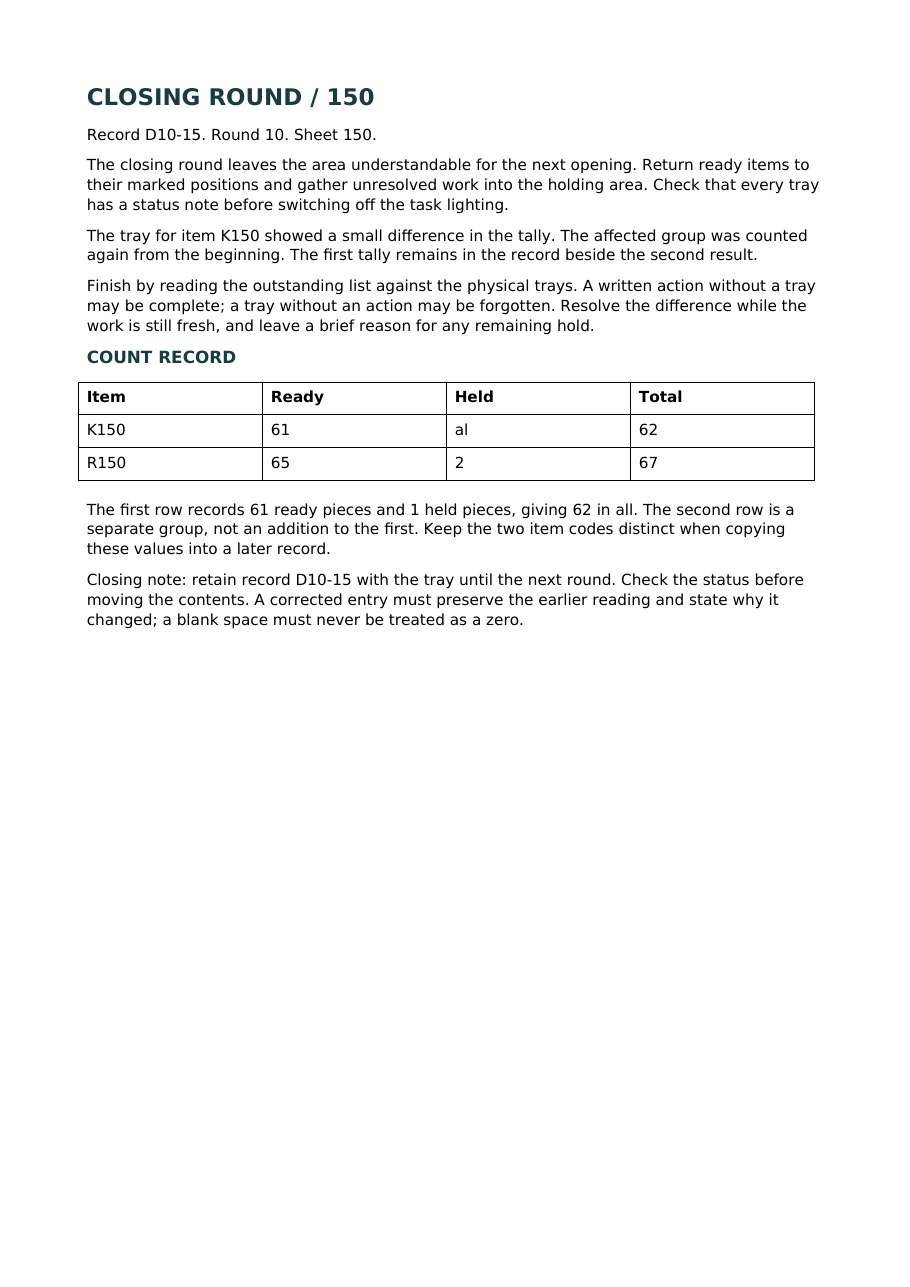 CLOSING ROUND / 150
Record D10-15. Round 10. Sheet 150.
The closing round leaves the area understandable for the next opening. Return ready items to
their marked positions and gather unresolved work into the holding area. Check that every tray
has a status note before switching off the task lighting.
The tray for item K150 showed a small difference in the tally. The affected group was counted
again from the beginning. The first tally remains in the record beside the second result.
Finish by reading the outstanding list against the physical trays. A written action without a tray
may be complete; a tray without an action may be forgotten. Resolve the difference while the
work is still fresh, and leave a brief reason for any remaining hold.
COUNT RECORD
Item Ready Held Total
K150 61 al 62
R150 65 2 67
The first row records 61 ready pieces and 1 held pieces, giving 62 in all. The second row is a
separate group, not an addition to the first. Keep the two item codes distinct when copying
these values into a later record.
Closing note: retain record D10-15 with the tray until the next round. Check the status before
moving the contents. A corrected entry must preserve the earlier reading and state why it
changed; a blank space must never be treated as a zero.